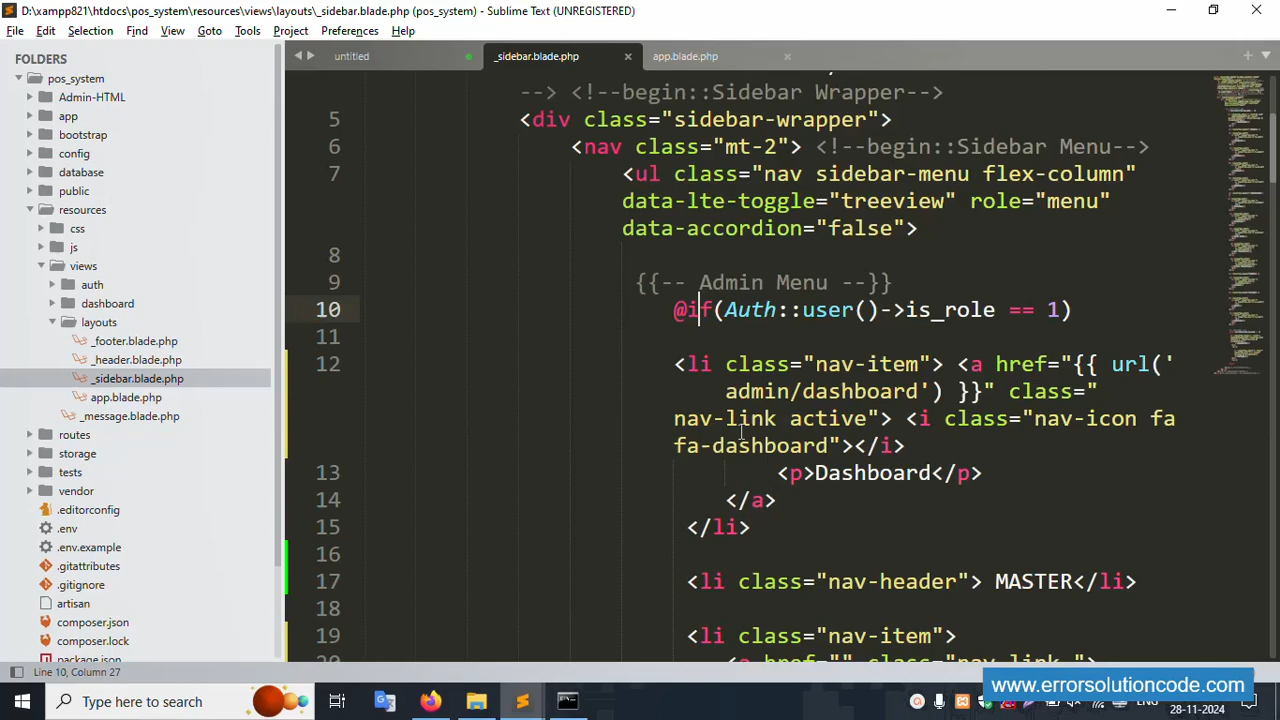 D:\xampp821\htdocs\pos_system\resources\views\layouts\_sidebar.blade.php (pos_system) - Sublime Text (UNREGISTERED)
File Edit Selection Find View Goto Tools Project Preferences Help
FOLDERS
pos_system
Admin-HTML
app
bootstrap
config
database
public
resources
css
js
views
auth
dashboard
layouts
_footer.blade.php
_header.blade.php
_sidebar.blade.php
app.blade.php
_message.blade.php
routes
storage
tests
vendor
.editorconfig
.env
.env.example
.gitattributes
.gitignore
artisan
composer.json
composer.lock
package.json
untitled _sidebar.blade.php app.blade.php
--> <!--begin::Sidebar Wrapper-->
5 <div class="sidebar-wrapper">
6 <nav class="mt-2"> <!--begin::Sidebar Menu-->
7 <ul class="nav sidebar-menu flex-column"
data-lte-toggle="treeview" role="menu"
data-accordion="false">
8
9 {{-- Admin Menu --}}
10 @if(Auth::user()->is_role == 1)
11
12 <li class="nav-item"> <a href="{{ url('
admin/dashboard') }}" class="
nav-link active"> <i class="nav-icon fa
fa-dashboard"></i>
13 <p>Dashboard</p>
14 </a>
15 </li>
16
17 <li class="nav-header"> MASTER</li>
18
19 <li class="nav-item">
20 <a href="" class="nav-link ">
Line 10, Column 27
Type here to search
ENG
28-11-2024
www.errorsolutioncode.com